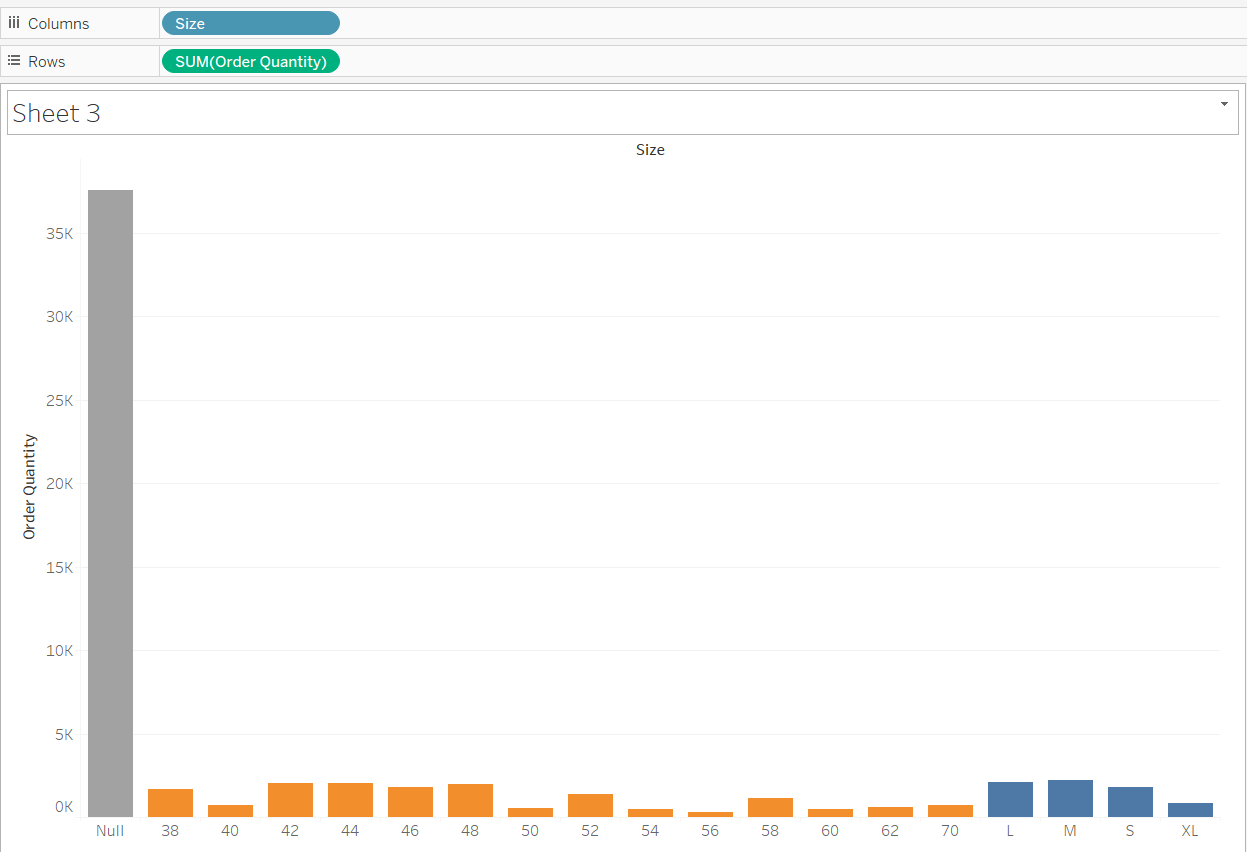 Columns
Size
Rows
SUM(Order Quantity)
Sheet 3
Size
Order Quantity
35K
30K
25K
20K
15K
10K
5K
0K
Null 38 40 42 44 46 48 50 52 54 56 58 60 62 70 L M S XL